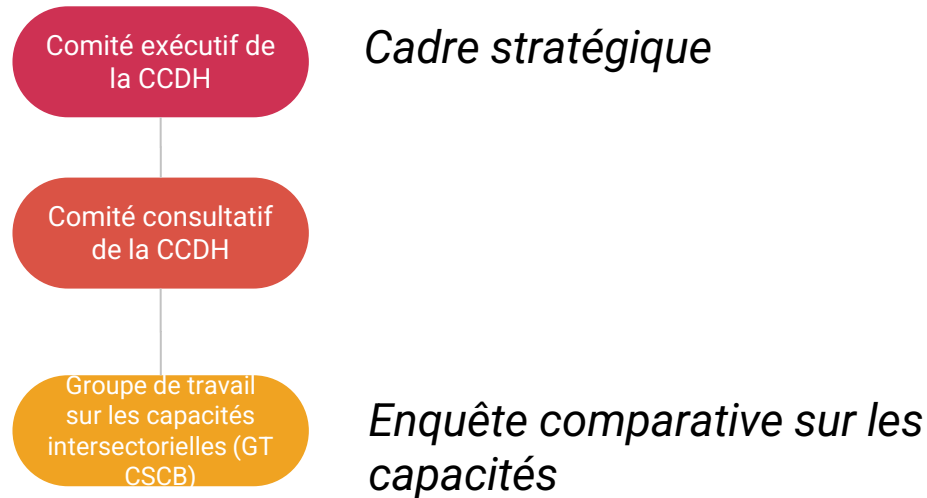 Comité exécutif de
la CCDH
Cadre stratégique
Comité consultatif
de la CCDH
Groupe de travail
sur les capacités
intersectorielles (GT
CSCB)
Enquête comparative sur les
capacités